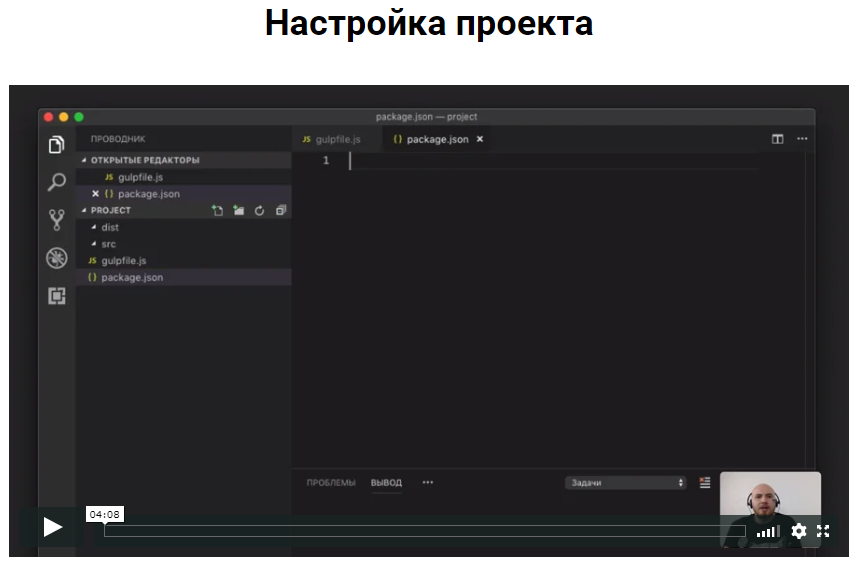 Настройка проекта
package.json — project
ПРОВОДНИК
ОТКРЫТЫЕ РЕДАКТОРЫ
JS gulpfile.js
{} package.json
PROJECT
dist
src
JS gulpfile.js
{} package.json
JS gulpfile.js
{} package.json
1
ПРОБЛЕМЫ ВЫВОД
Задачи
04:08